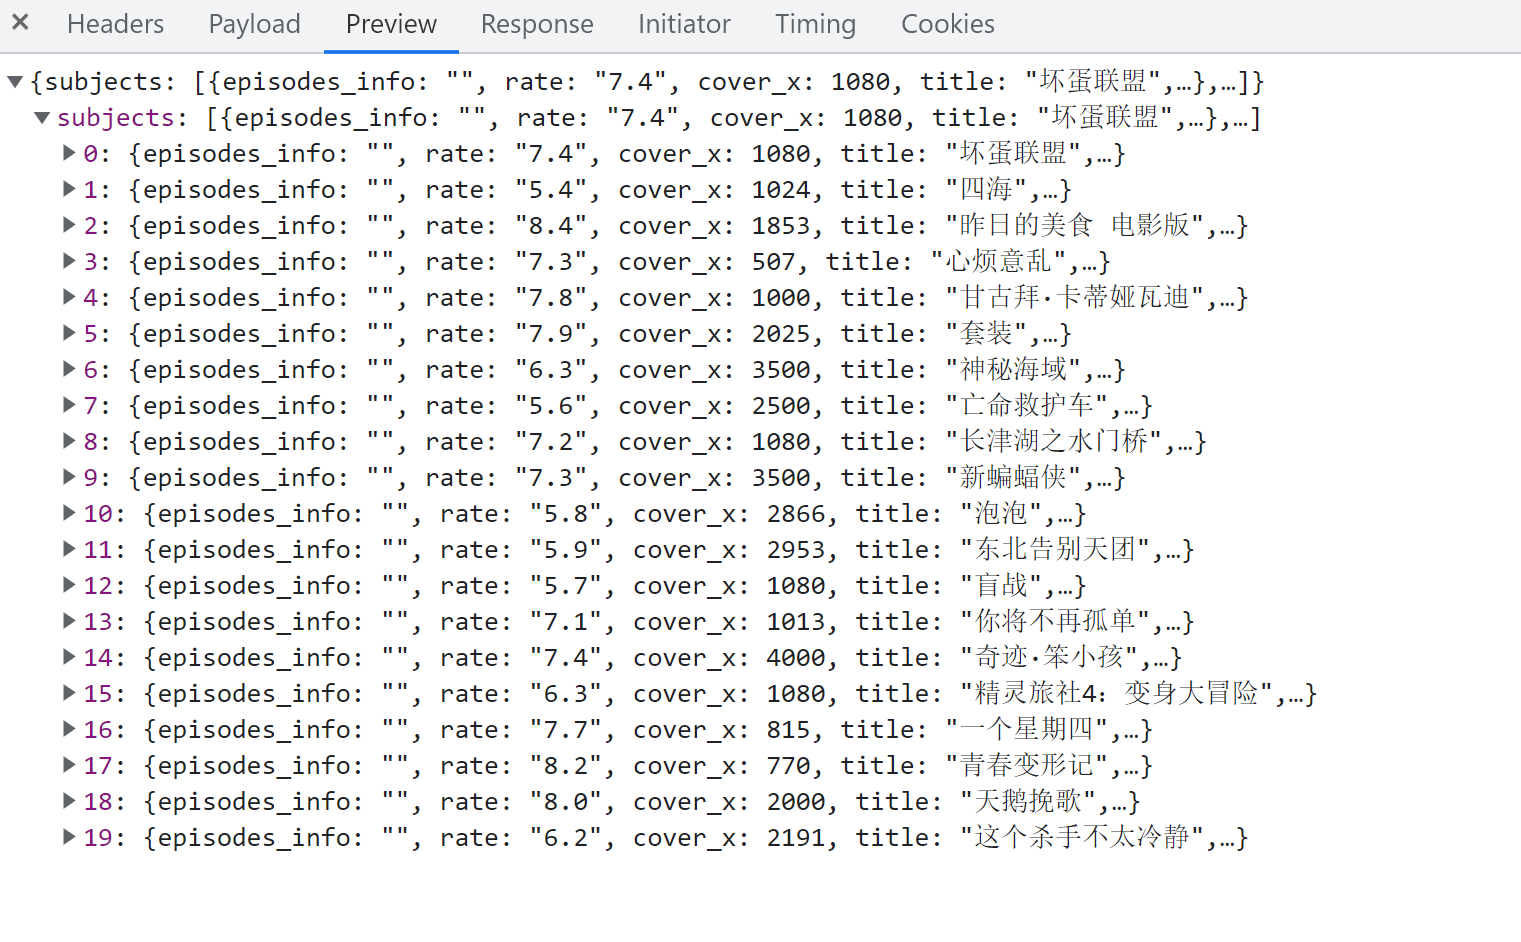 × Headers Payload Preview Response Initiator Timing Cookies
▼{subjects: [{episodes_info: "", rate: "7.4", cover_x: 1080, title: "坏蛋联盟",…},…]}
▼subjects: [{episodes_info: "", rate: "7.4", cover_x: 1080, title: "坏蛋联盟",…},…]
▶0: {episodes_info: "", rate: "7.4", cover_x: 1080, title: "坏蛋联盟",…}
▶1: {episodes_info: "", rate: "5.4", cover_x: 1024, title: "四海",…}
▶2: {episodes_info: "", rate: "8.4", cover_x: 1853, title: "昨日的美食 电影版",…}
▶3: {episodes_info: "", rate: "7.3", cover_x: 507, title: "心烦意乱",…}
▶4: {episodes_info: "", rate: "7.8", cover_x: 1000, title: "甘古拜·卡蒂娅瓦迪",…}
▶5: {episodes_info: "", rate: "7.9", cover_x: 2025, title: "套装",…}
▶6: {episodes_info: "", rate: "6.3", cover_x: 3500, title: "神秘海域",…}
▶7: {episodes_info: "", rate: "5.6", cover_x: 2500, title: "亡命救护车",…}
▶8: {episodes_info: "", rate: "7.2", cover_x: 1080, title: "长津湖之水门桥",…}
▶9: {episodes_info: "", rate: "7.3", cover_x: 3500, title: "新蝙蝠侠",…}
▶10: {episodes_info: "", rate: "5.8", cover_x: 2866, title: "泡泡",…}
▶11: {episodes_info: "", rate: "5.9", cover_x: 2953, title: "东北告别天团",…}
▶12: {episodes_info: "", rate: "5.7", cover_x: 1080, title: "盲战",…}
▶13: {episodes_info: "", rate: "7.1", cover_x: 1013, title: "你将不再孤单",…}
▶14: {episodes_info: "", rate: "7.4", cover_x: 4000, title: "奇迹·笨小孩",…}
▶15: {episodes_info: "", rate: "6.3", cover_x: 1080, title: "精灵旅社4：变身大冒险",…}
▶16: {episodes_info: "", rate: "7.7", cover_x: 815, title: "一个星期四",…}
▶17: {episodes_info: "", rate: "8.2", cover_x: 770, title: "青春变形记",…}
▶18: {episodes_info: "", rate: "8.0", cover_x: 2000, title: "天鹅挽歌",…}
▶19: {episodes_info: "", rate: "6.2", cover_x: 2191, title: "这个杀手不太冷静",…}